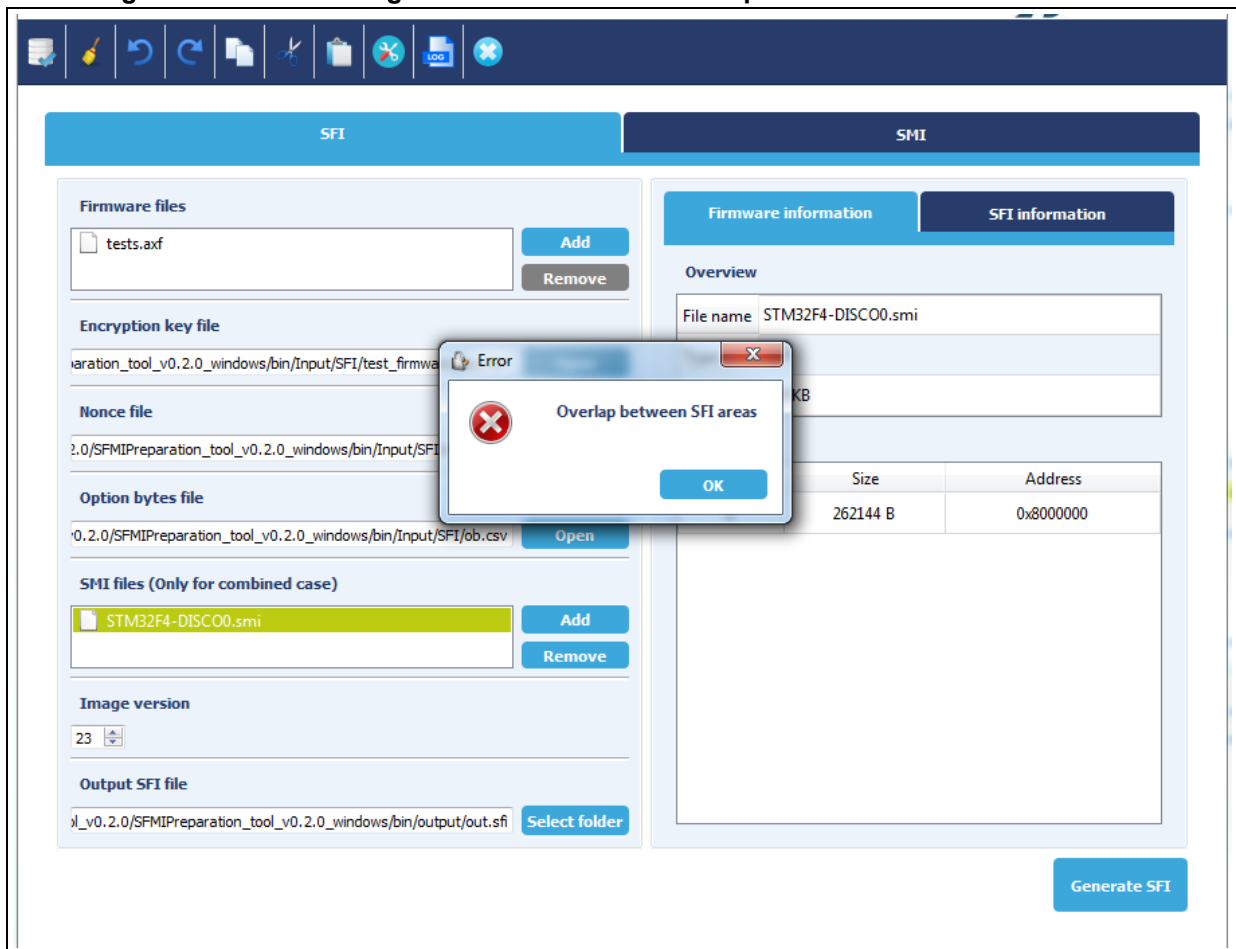 LOG
SFI
SMI
Firmware files
tests.axf
Add
Remove
Encryption key file
aration_tool_v0.2.0_windows/bin/Input/SFI/test_firmwa
Nonce file
2.0/SFMIPreparation_tool_v0.2.0_windows/bin/Input/SFI
Option bytes file
v0.2.0/SFMIPreparation_tool_v0.2.0_windows/bin/Input/SFI/ob.csv
Open
SMI files (Only for combined case)
STM32F4-DISCO0.smi
Add
Remove
Image version
23
Output SFI file
l_v0.2.0/SFMIPreparation_tool_v0.2.0_windows/bin/output/out.sfi
Select folder
Firmware information
SFI information
Overview
File name STM32F4-DISCO0.smi
KB
Size Address
262144 B 0x8000000
Error
Overlap between SFI areas
OK
Generate SFI